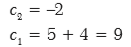 c₂ = –2
c₁ = 5 + 4 = 9